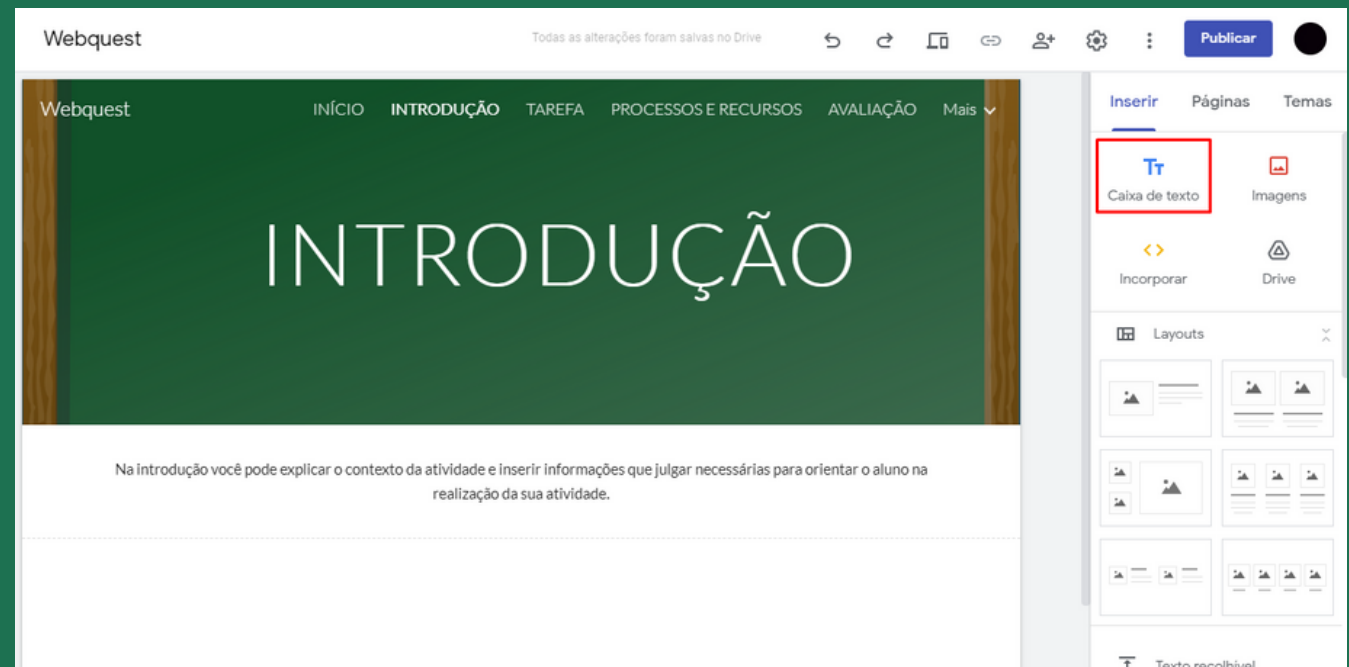 Webquest
Todas as alterações foram salvas no Drive
Publicar
Webquest
INÍCIO INTRODUÇÃO TAREFA PROCESSOS E RECURSOS AVALIAÇÃO Mais
INTRODUÇÃO
Na introdução você pode explicar o contexto da atividade e inserir informações que julgar necessárias para orientar o aluno na
realização da sua atividade.
Inserir Páginas Temas
Caixa de texto Imagens
Incorporar Drive
Layouts
Texto recolhível